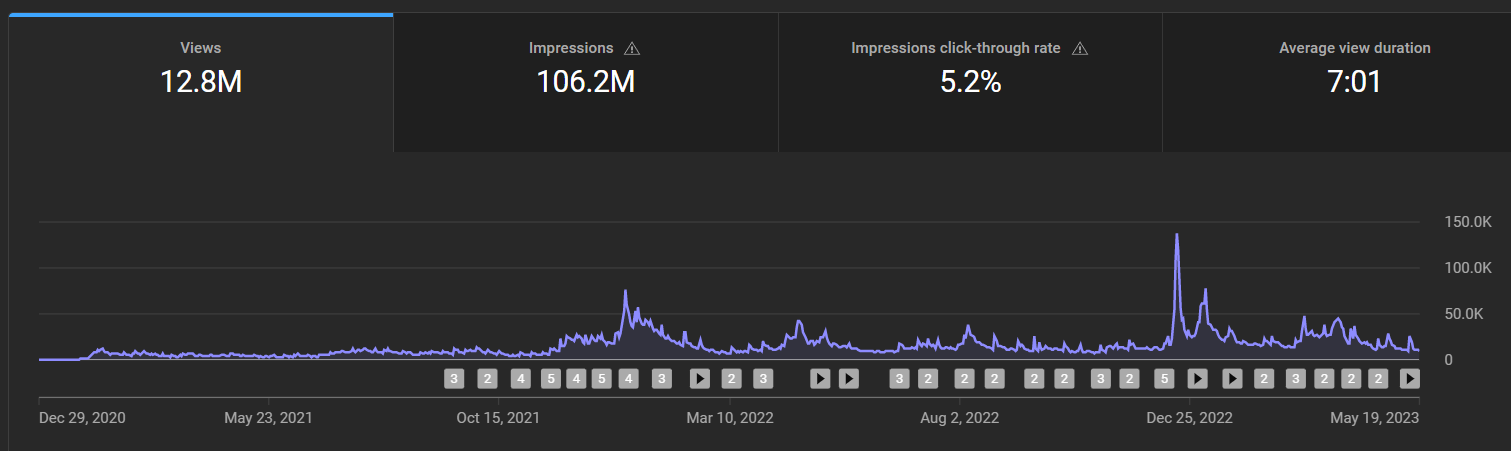 Views Impressions Impressions click-through rate Average view duration
12.8M 106.2M 5.2% 7:01
150.0K
100.0K
50.0K
0
3 2 4 5 4 5 4 3 2 3 3 2 2 2 2 2 3 2 5 2 3 2 2 2
Dec 29, 2020 May 23, 2021 Oct 15, 2021 Mar 10, 2022 Aug 2, 2022 Dec 25, 2022 May 19, 2023